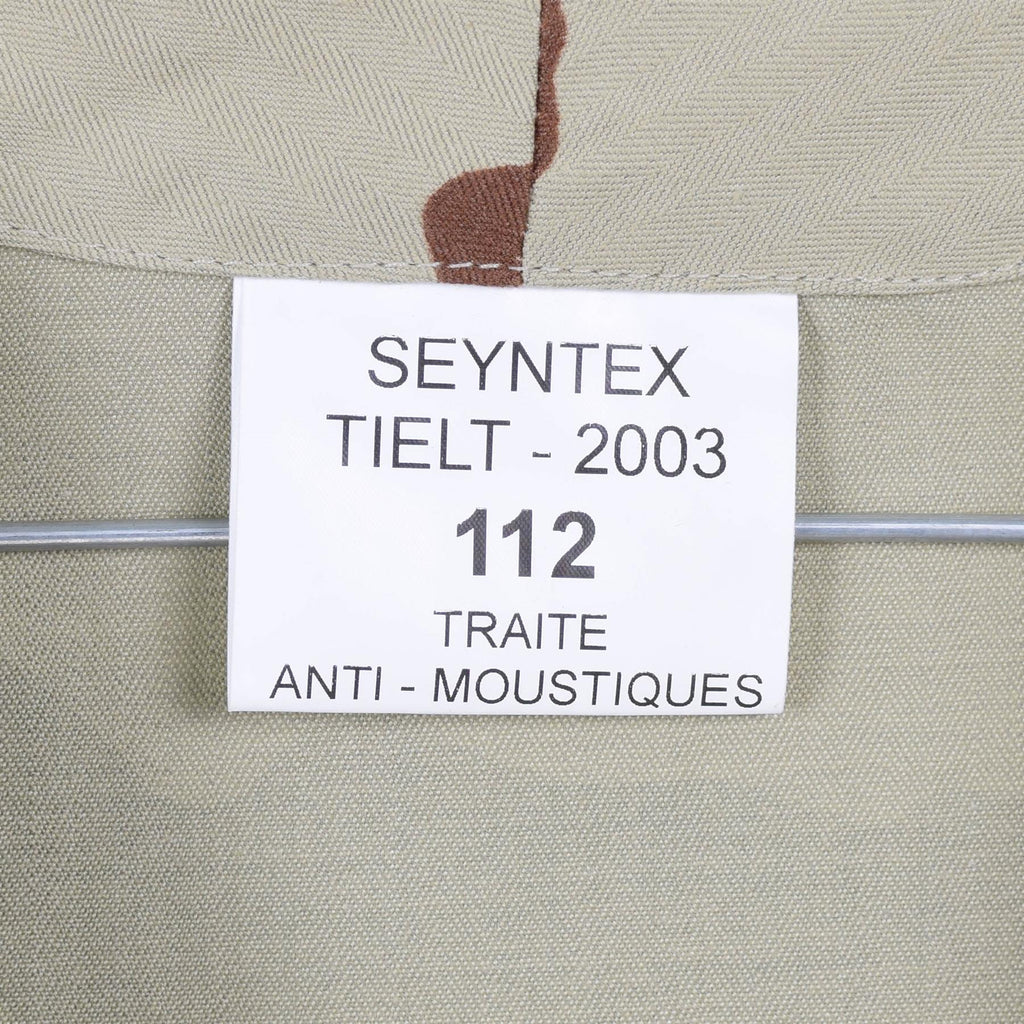 SEYNTEX
TIELT - 2003
112
TRAITE
ANTI - MOUSTIQUES